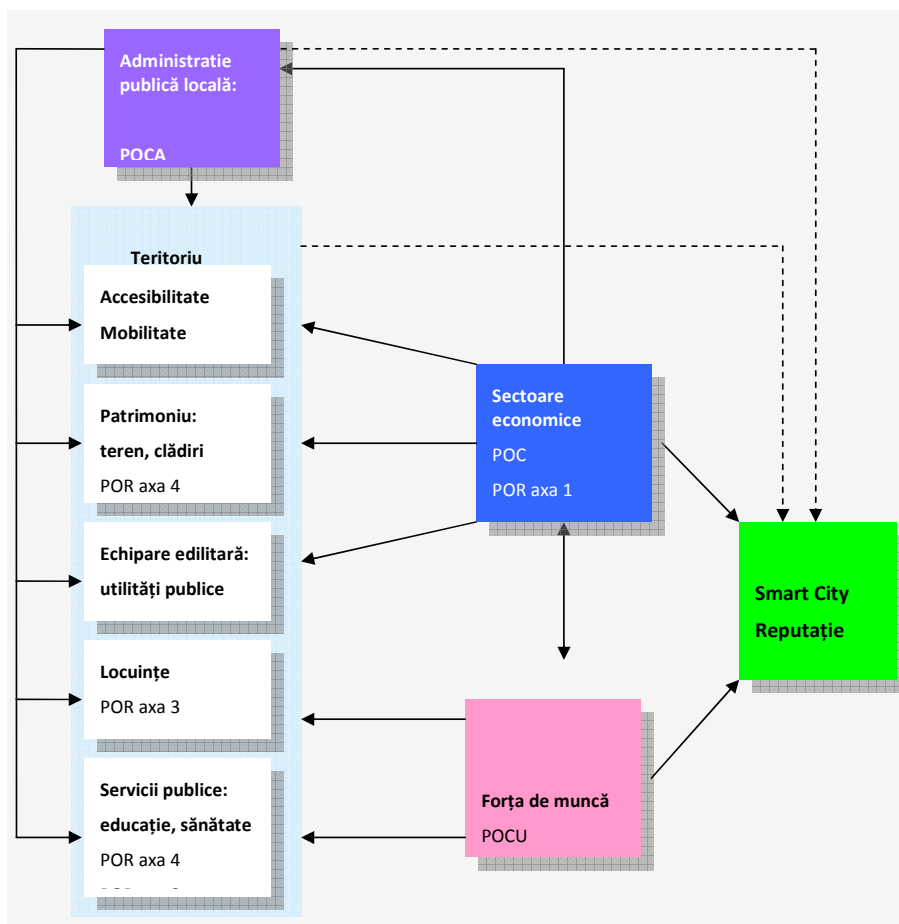 Administratie
publică locală:
POCA
Teritoriu
Accesibilitate
Mobilitate
Patrimoniu:
teren, clădiri
POR axa 4
Echipare edilitară:
utilități publice
Locuințe
POR axa 3
Servicii publice:
educație, sănătate
POR axa 4
Sectoare
economice
POC
POR axa 1
Forța de muncă
POCU
Smart City
Reputație